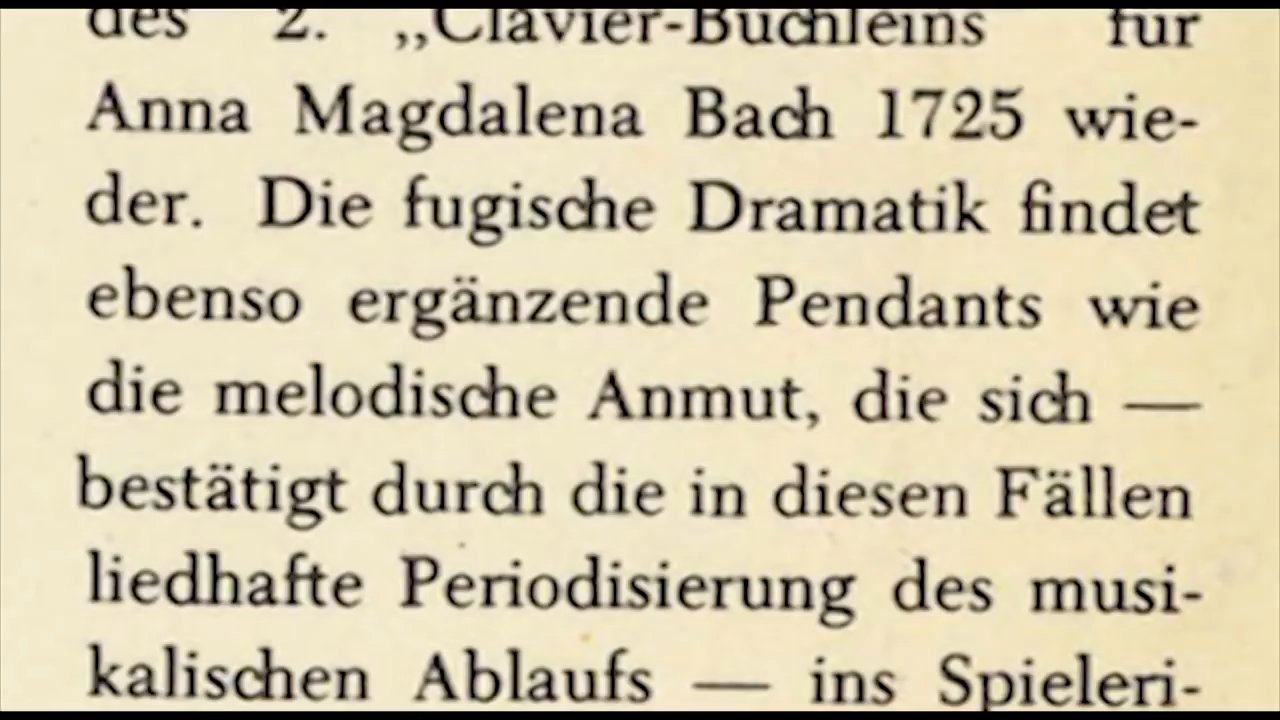 des 2. „Clavier-Büchleins für
Anna Magdalena Bach 1725 wie-
der. Die fugische Dramatik findet
ebenso ergänzende Pendants wie
die melodische Anmut, die sich —
bestätigt durch die in diesen Fällen
liedhafte Periodisierung des musi-
kalischen Ablaufs — ins Spieleri-